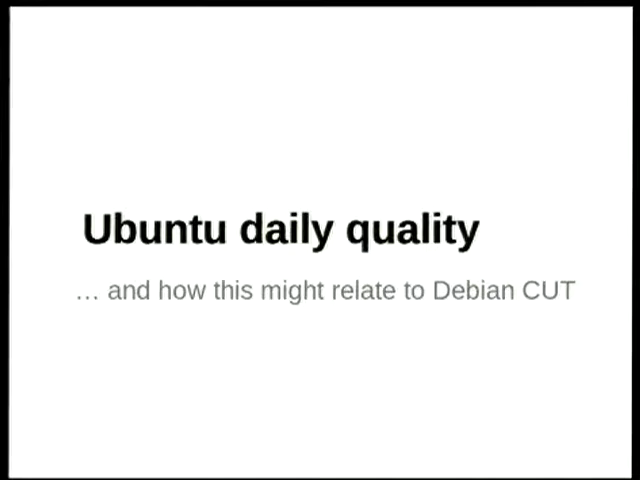 Ubuntu daily quality
… and how this might relate to Debian CUT